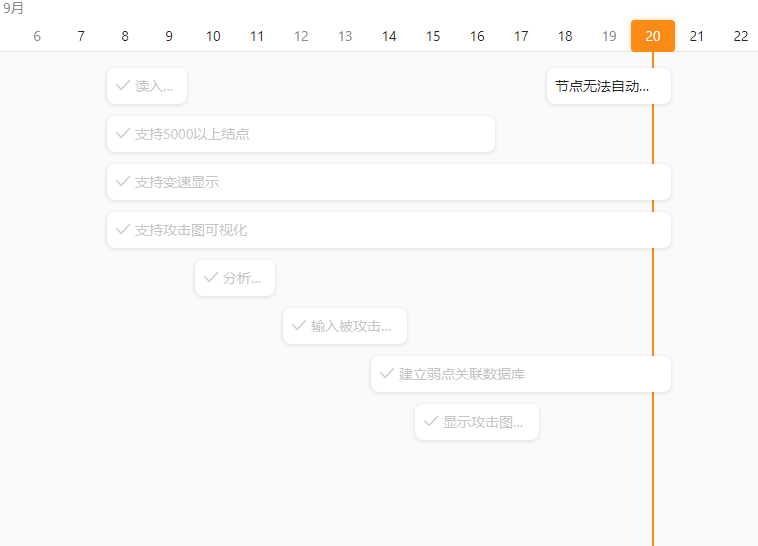 9月
6 7 8 9 10 11 12 13 14 15 16 17 18 19 20 21 22
读入...
节点无法自动...
支持5000以上结点
支持变速显示
支持攻击图可视化
分析...
输入被攻击...
建立弱点关联数据库
显示攻击图...